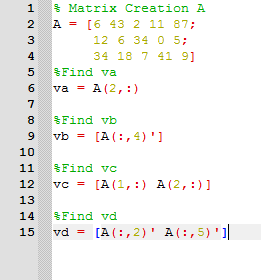 1 % Matrix Creation A
2 A = [6 43 2 11 87;
3 12 6 34 0 5;
4 34 18 7 41 9]
5 %Find va
6 va = A(2,:)
7
8 %Find vb
9 vb = [A(:,4)']
10
11 %Find vc
12 vc = [A(1,:) A(2,:)]
13
14 %Find vd
15 vd = [A(:,2)' A(:,5)']